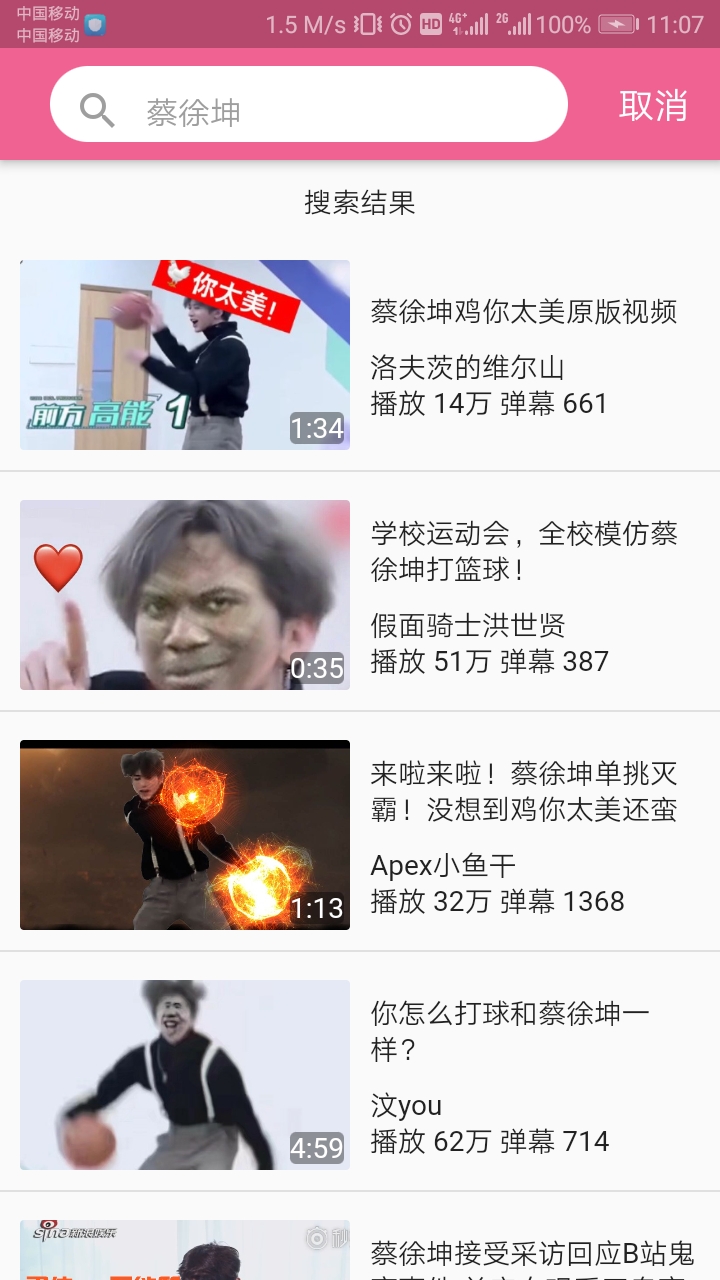 中国移动
中国移动
1.5 M/s HD 4G+ 2G 100% 11:07
蔡徐坤
取消
搜索结果
你太美！
前方高能 1
1:34
蔡徐坤鸡你太美原版视频
洛夫茨的维尔山
播放 14万 弹幕 661
0:35
学校运动会，全校模仿蔡
徐坤打篮球！
假面骑士洪世贤
播放 51万 弹幕 387
1:13
来啦来啦！蔡徐坤单挑灭
霸！没想到鸡你太美还蛮
Apex小鱼干
播放 32万 弹幕 1368
4:59
你怎么打球和蔡徐坤一
样？
汶you
播放 62万 弹幕 714
sina新浪娱乐
秒
蔡徐坤接受采访回应B站鬼